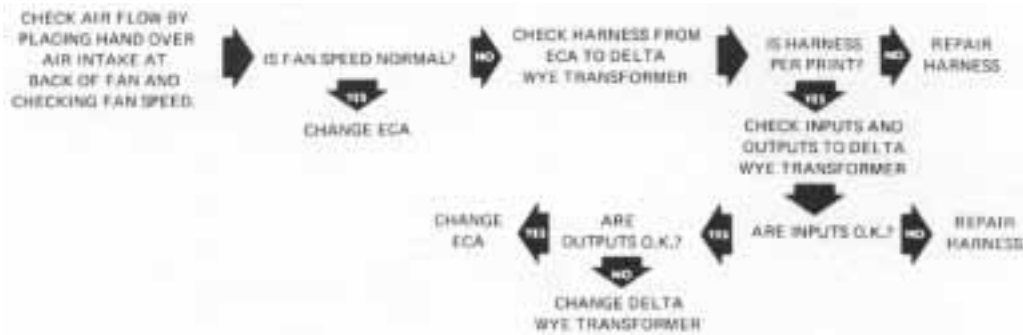 CHECK AIR FLOW BY
PLACING HAND OVER
AIR INTAKE AT
BACK OF FAN AND
CHECKING FAN SPEED.
IS FAN SPEED NORMAL?
YES
CHANGE ECA
NO
CHECK HARNESS FROM
ECA TO DELTA
WYE TRANSFORMER
IS HARNESS
PER PRINT?
NO
REPAIR
HARNESS
YES
CHECK INPUTS AND
OUTPUTS TO DELTA
WYE TRANSFORMER
ARE INPUTS O.K.?
NO
REPAIR
HARNESS
YES
ARE
OUTPUTS O.K.?
YES
CHANGE
ECA
NO
CHANGE DELTA
WYE TRANSFORMER